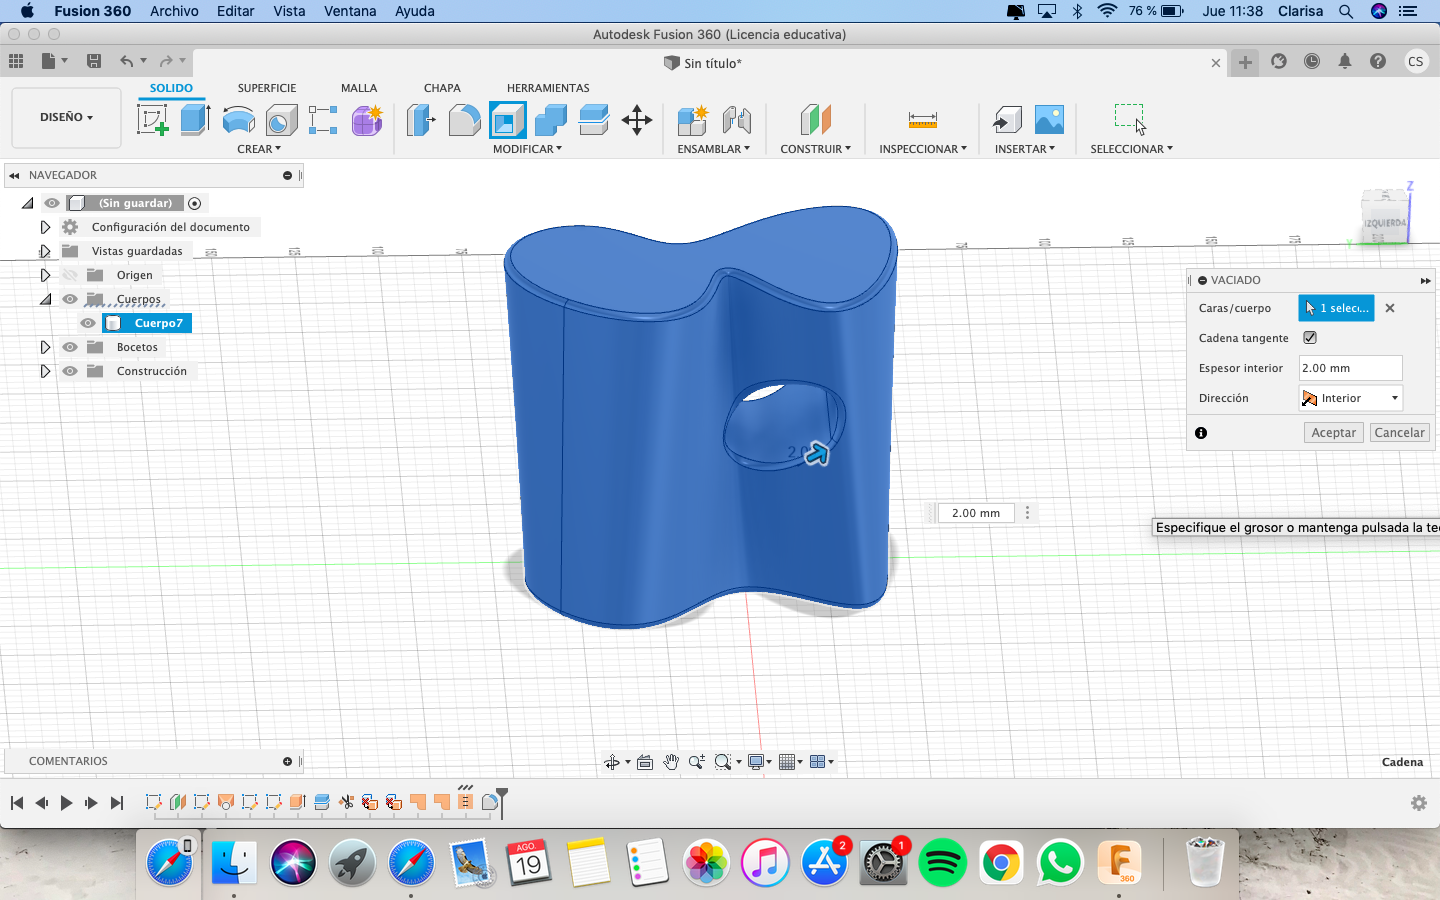 Fusion 360 Archivo Editar Vista Ventana Ayuda 76 % Jue 11:38 Clarisa
Autodesk Fusion 360 (Licencia educativa)
Sin título* CS
SOLIDO SUPERFICIE MALLA CHAPA HERRAMIENTAS
DISEÑO
CREAR MODIFICAR ENSAMBLAR CONSTRUIR INSPECCIONAR INSERTAR SELECCIONAR
NAVEGADOR
(Sin guardar)
Configuración del documento
Vistas guardadas
Origen
Cuerpos
Cuerpo7
Bocetos
Construcción
Z
IZQUIERDA
Y
VACIADO
Caras/cuerpo 1 selec...
Cadena tangente
Espesor interior 2.00 mm
Dirección Interior
Aceptar Cancelar
2.00 mm
Especifique el grosor o mantenga pulsada la tec
COMENTARIOS
Cadena
AGO.
19
2
1
360